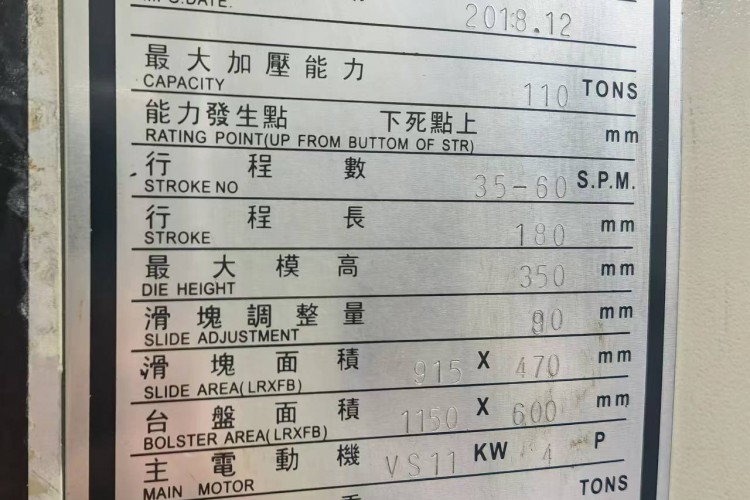 MFG.DATE. 2018.12
最大加壓能力
CAPACITY 110 TONS
能力發生點 下死點上
RATING POINT(UP FROM BUTTOM OF STR) mm
行程數
STROKE NO 35-60 S.P.M.
行程長
STROKE 180 mm
最大模高
DIE HEIGHT 350 mm
滑塊調整量
SLIDE ADJUSTMENT 90 mm
滑塊面積
SLIDE AREA(LRXFB) 915 X 470 mm
台盤面積
BOLSTER AREA(LRXFB) 1150 X 600 mm
主電動機
MAIN MOTOR VS11 KW 4 P
TONS